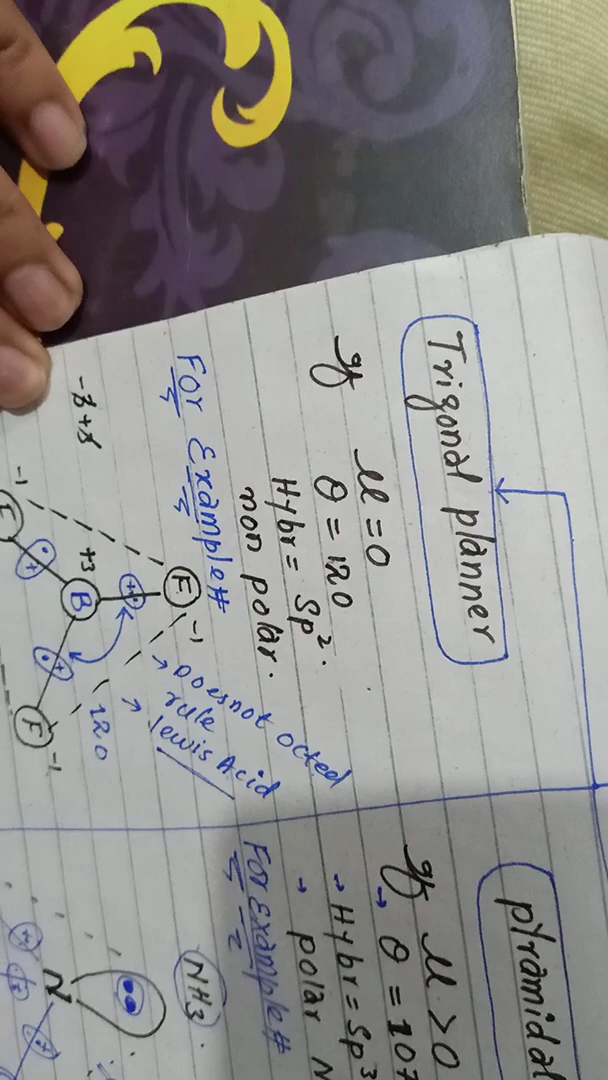 Trigonal planner
If μ = 0
θ = 120
Hybr = Sp².
non polar.
For Example#
-3+3
-1
F
+3
B
F
-1
F
-1
120
→ Doesnot octed
rule
→ lewis Acid
piramidal
If μ > 0
→ θ = 107
→ Hybr = Sp³
→ polar N
For Example#
NH3
N